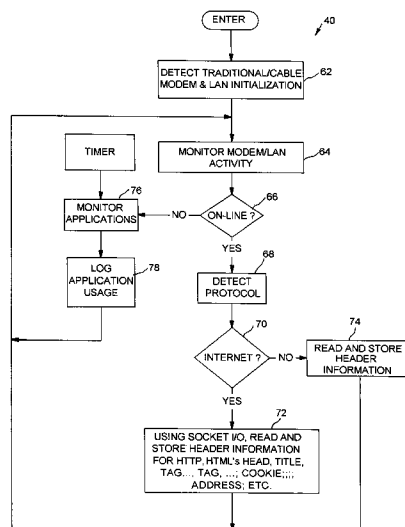 ENTER
40
DETECT TRADITIONAL/CABLE
MODEM & LAN INITIALIZATION
62
TIMER
MONITOR MODEM/LAN
ACTIVITY
64
76
MONITOR
APPLICATIONS
NO
ON-LINE ?
66
YES
LOG
APPLICATION
USAGE
78
68
DETECT
PROTOCOL
70
INTERNET ?
NO
74
READ AND STORE
HEADER
INFORMATION
YES
72
USING SOCKET I/O, READ AND
STORE HEADER INFORMATION
FOR HTTP, HTML's HEAD, TITLE,
TAG..., TAG, ...; COOKIE;;;;
ADDRESS; ETC.